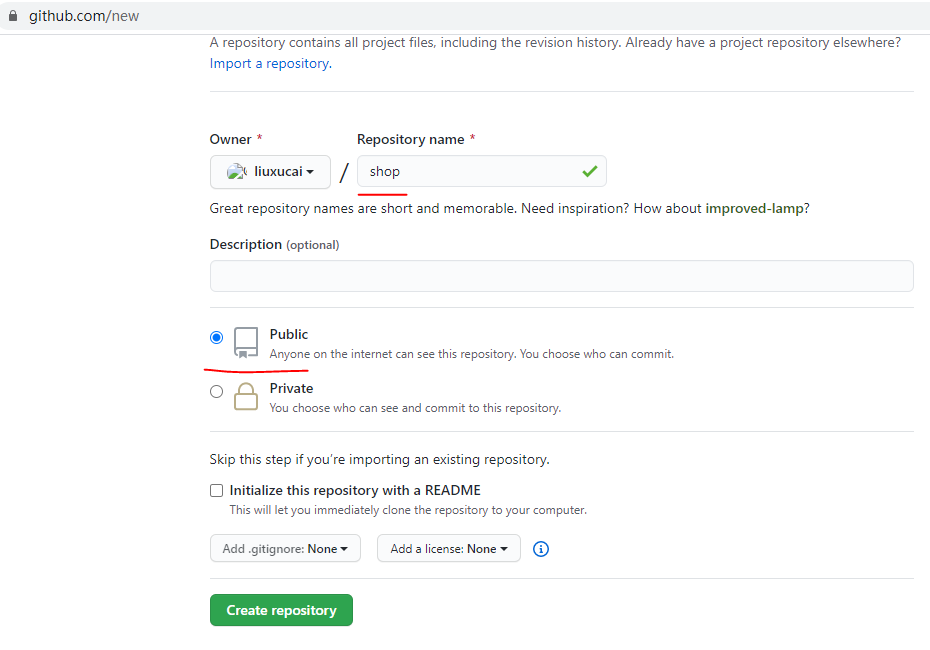 github.com/new
A repository contains all project files, including the revision history. Already have a project repository elsewhere?
Import a repository.
Owner * Repository name *
liuxucai / shop
Great repository names are short and memorable. Need inspiration? How about improved-lamp?
Description (optional)
Public
Anyone on the internet can see this repository. You choose who can commit.
Private
You choose who can see and commit to this repository.
Skip this step if you’re importing an existing repository.
Initialize this repository with a README
This will let you immediately clone the repository to your computer.
Add .gitignore: None Add a license: None
Create repository